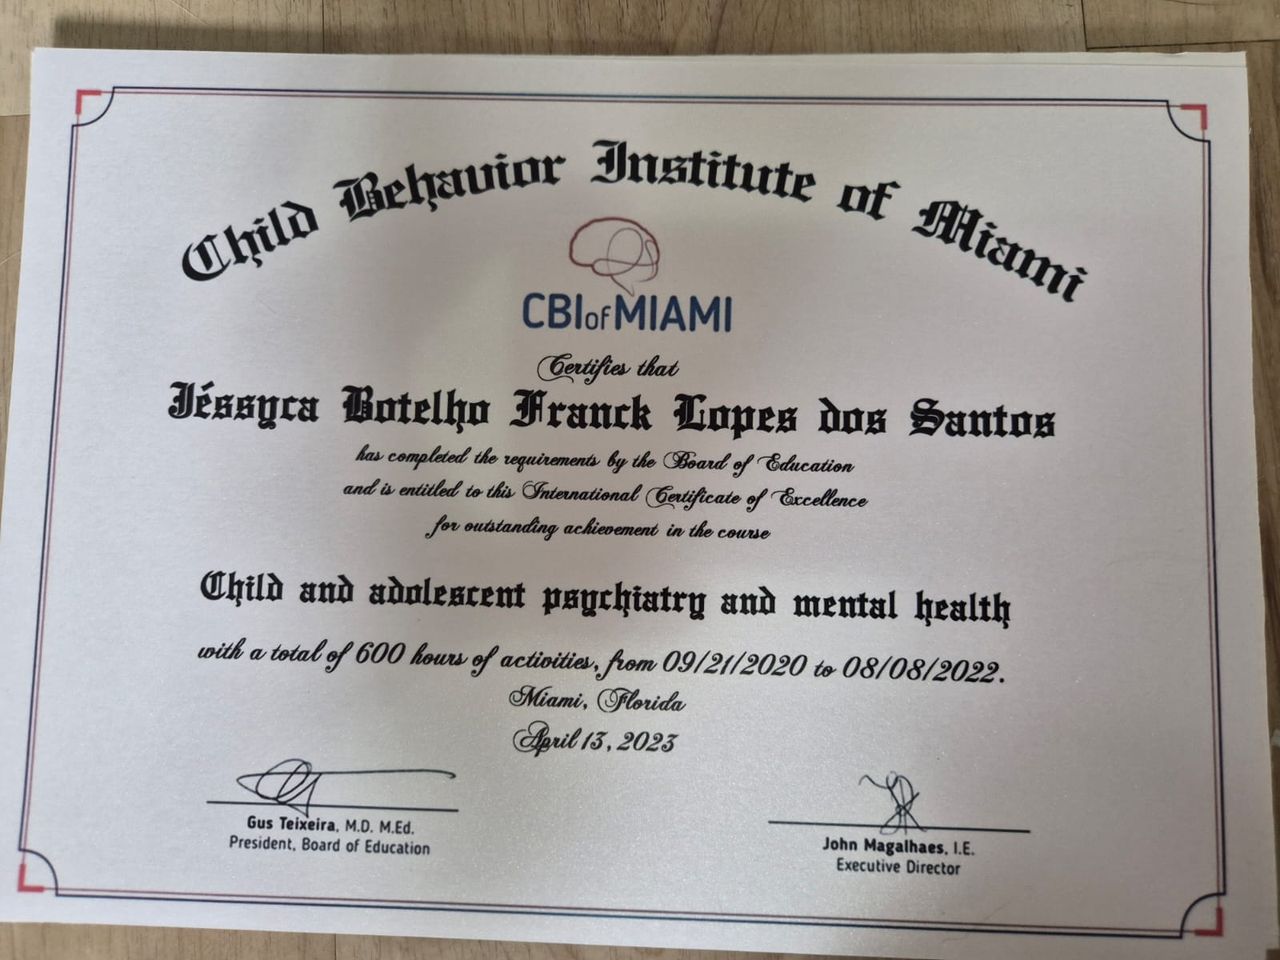 Child Behavior Institute of Miami
CBIofMIAMI
Certifies that
Jéssyca Botelho Franck Lopes dos Santos
has completed the requirements by the Board of Education
and is entitled to this International Certificate of Excellence
for outstanding achievement in the course
Child and adolescent psychiatry and mental health
with a total of 600 hours of activities, from 09/21/2020 to 08/08/2022.
Miami, Florida
April 13, 2023
Gus Teixeira, M.D. M.Ed.
President, Board of Education
John Magalhaes, I.E.
Executive Director